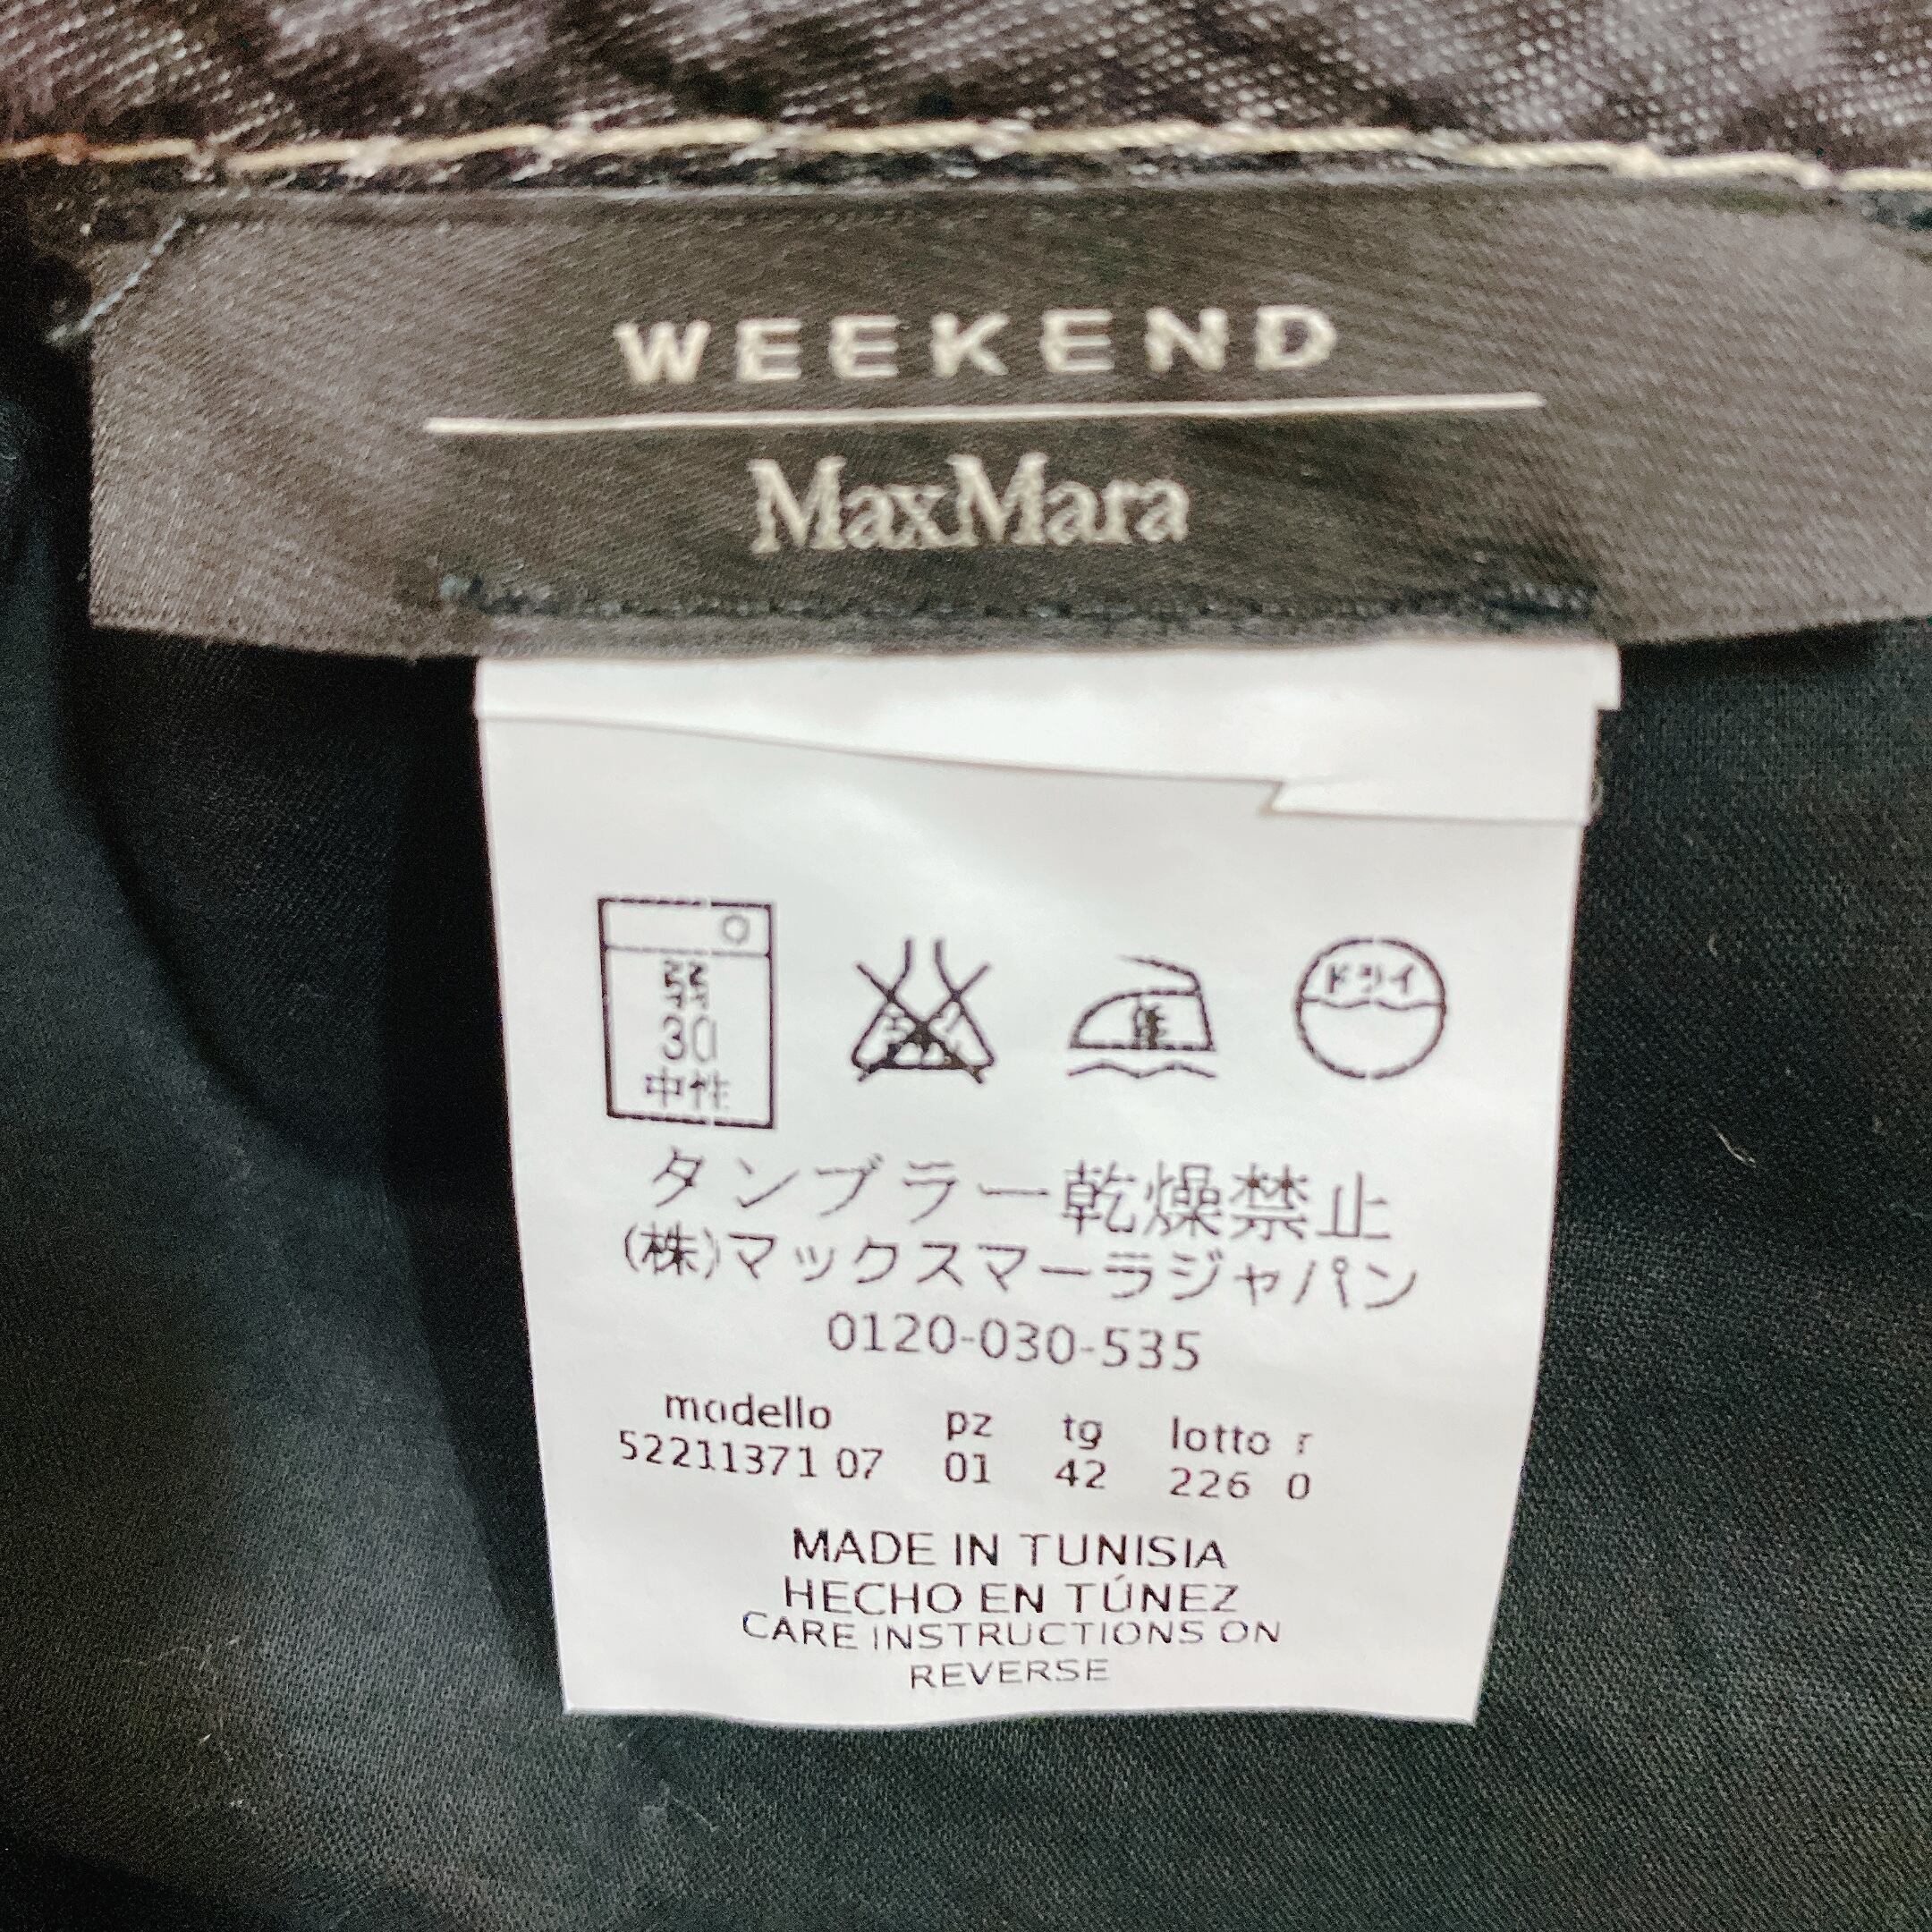 WEEKEND
MaxMara
弱
30
中性
低
ドライ
タンブラー乾燥禁止
(株)マックスマーラジャパン
0120-030-535
modello pz tg lotto r
52211371 07 01 42 226 0
MADE IN TUNISIA
HECHO EN TÚNEZ
CARE INSTRUCTIONS ON
REVERSE